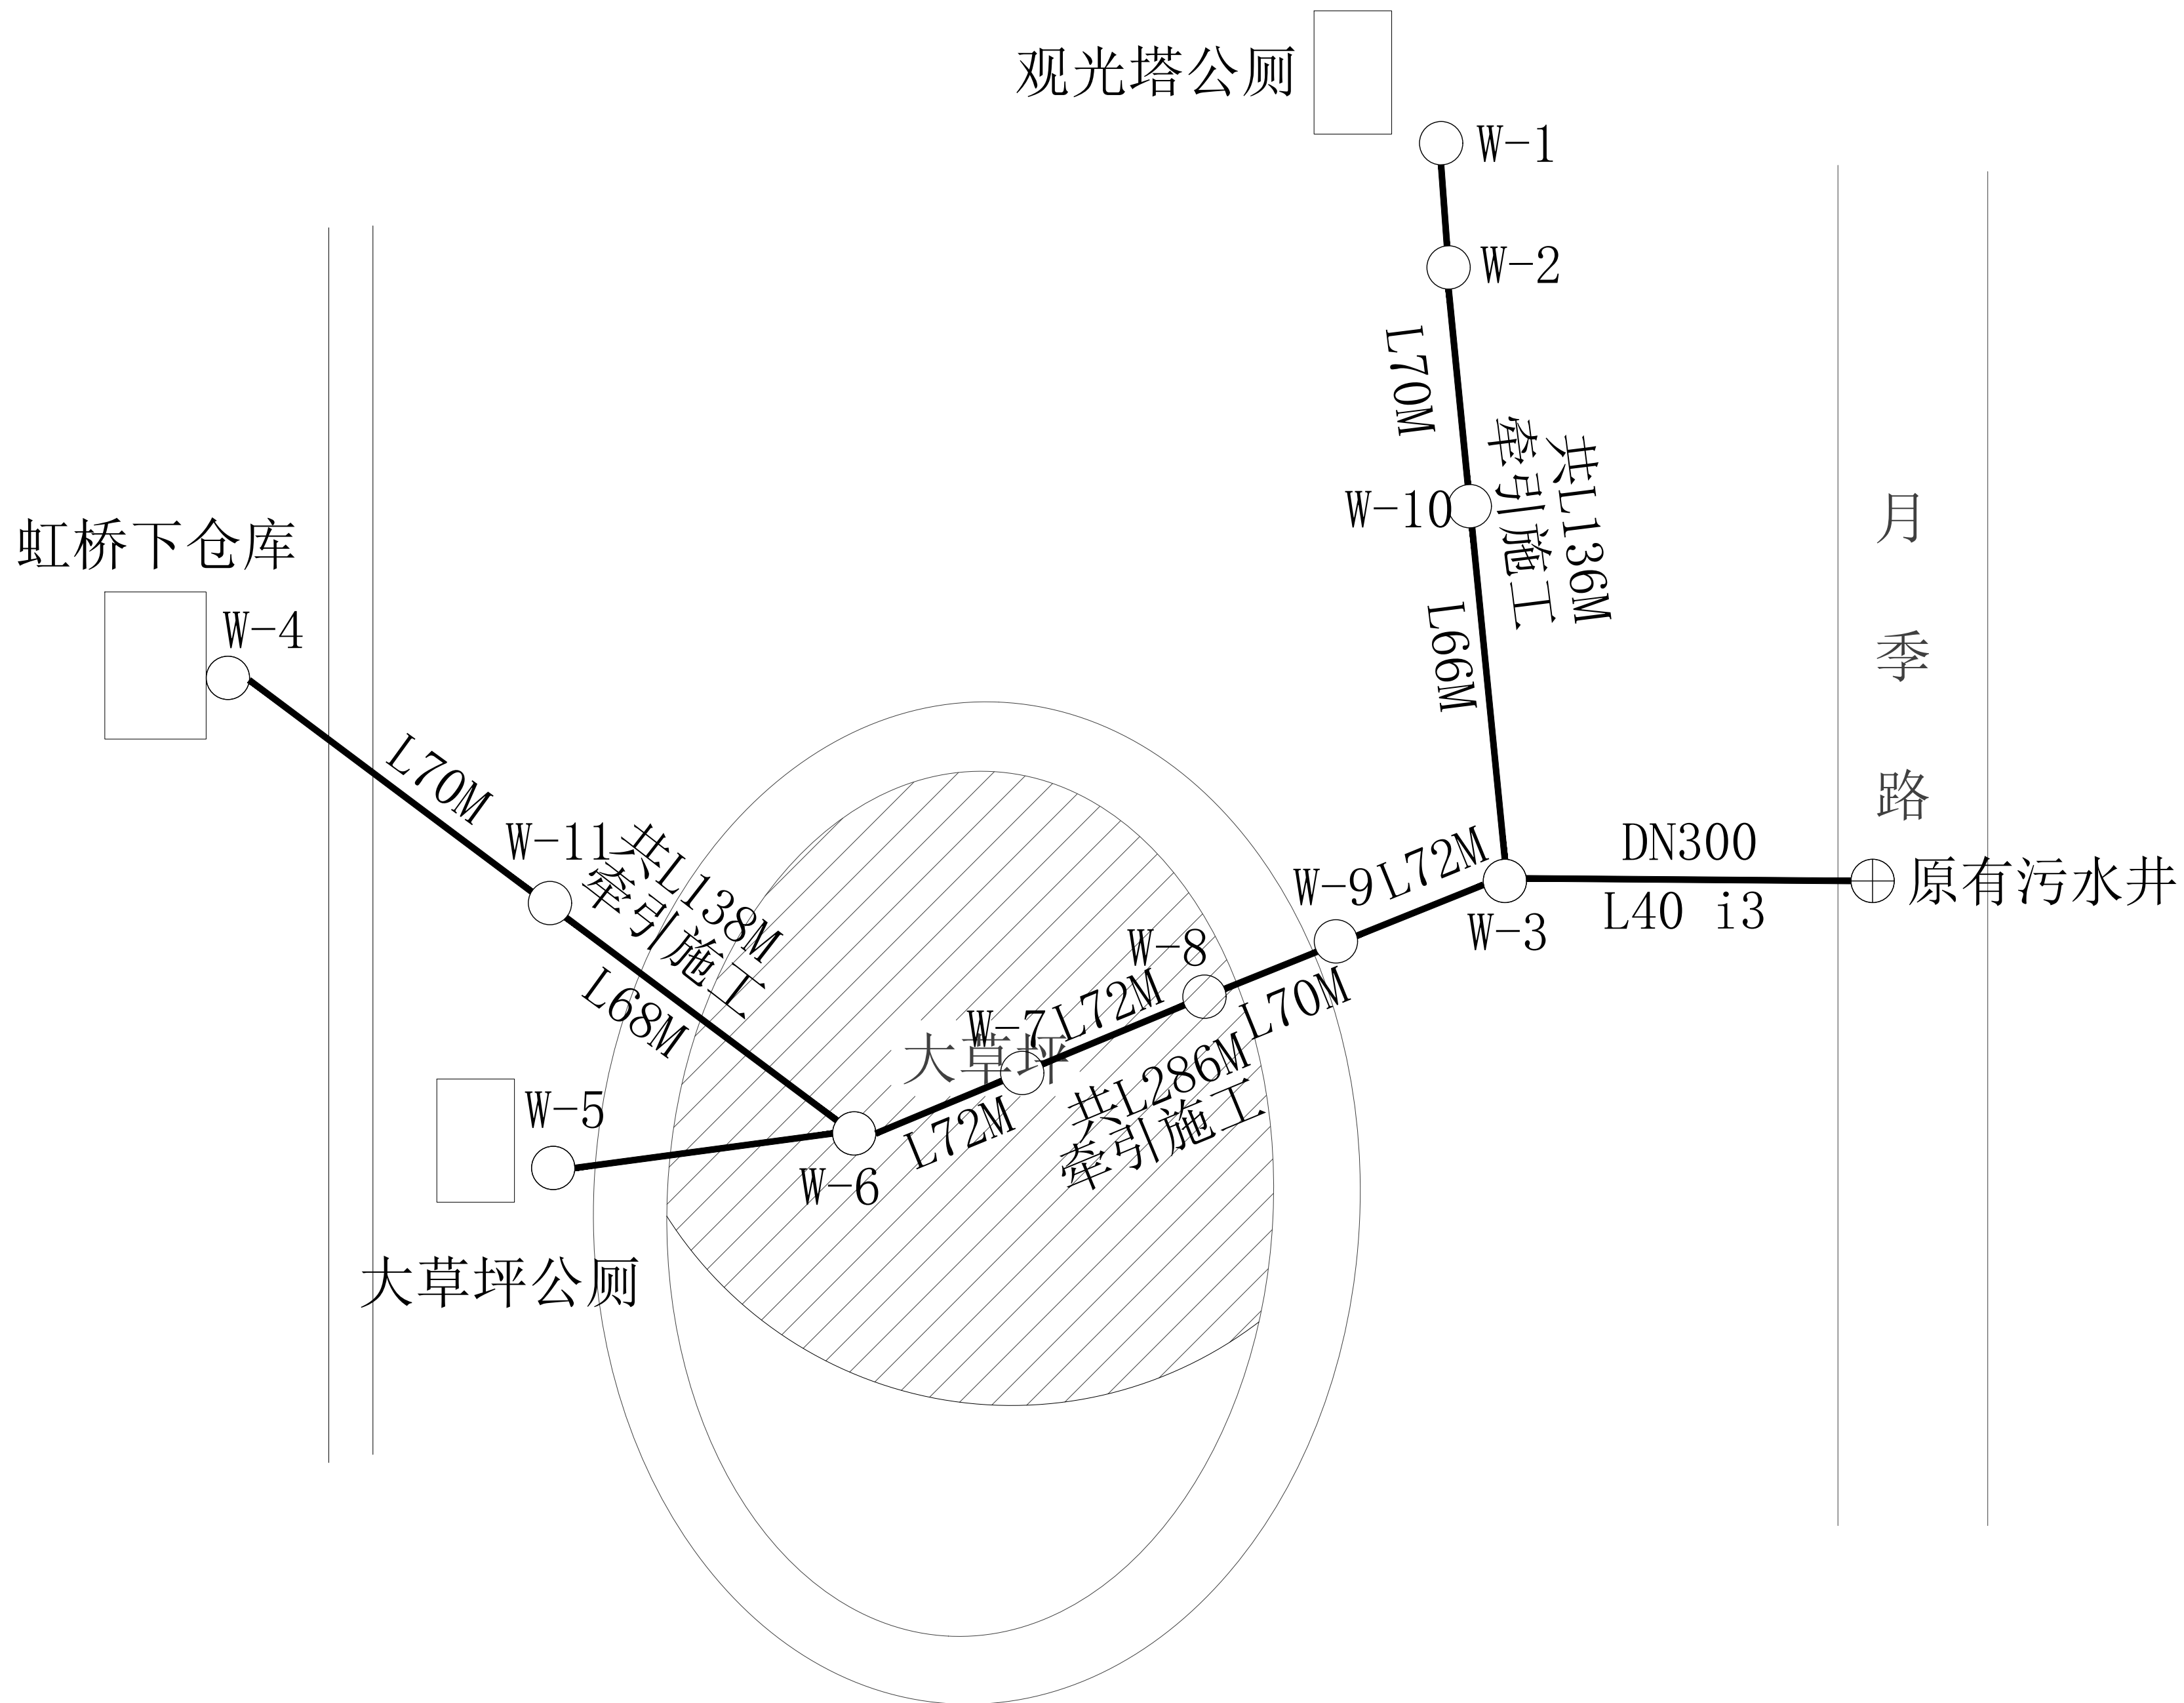 观光塔公厕
W-1
W-2
L70M
W-10
共L136M
牵引施工
L66M
月季路
虹桥下仓库
W-4
L70M
W-11
共L138M
牵引施工
L68M
W-9
L72M
W-3
DN300
L40 i3
原有污水井
W-8
L70M
W-7
L72M
大草坪
共L286M
牵引施工
L72M
W-6
W-5
大草坪公厕